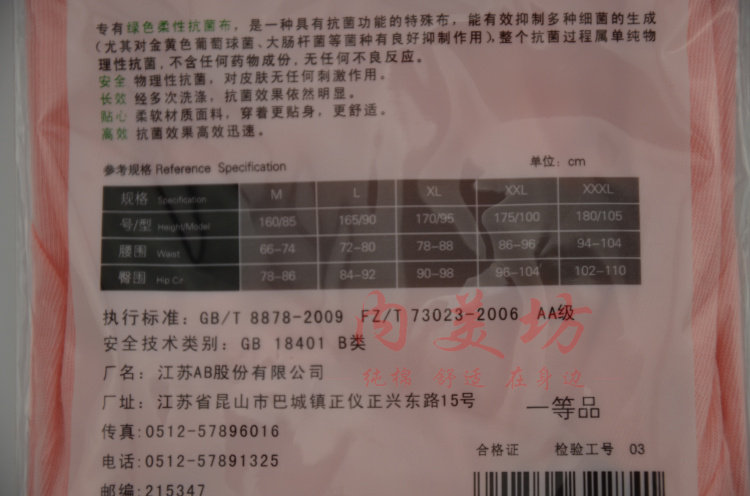 专有绿色柔性抗菌布，是一种具有抗菌功能的特殊布，能有效抑制多种细菌的生成
(尤其对金黄色葡萄球菌、大肠杆菌等菌种有良好抑制作用),整个抗菌过程属单纯物
理性抗菌,不含任何药物成份,无任何不良反应。
安全 物理性抗菌，对皮肤无任何刺激作用。
长效 经多次洗涤，抗菌效果依然明显。
贴心 柔软材质面料，穿着更贴身，更舒适。
高效 抗菌效果高效迅速。
参考规格 Reference Specification 单位：cm
规格 Specification M L XL XXL XXXL
号/型 Height/Model 160/85 165/90 170/95 175/100 180/105
腰围 Waist 66-74 72-80 78-88 86-96 94-104
臀围 Hip Cir 78-86 84-92 90-98 96-104 102-110
执行标准：GB/T 8878-2009 FZ/T 73023-2006 AA级
安全技术类别：GB 18401 B类
肉美坊
厂名：江苏AB股份有限公司
纯棉 舒适 在身边
厂址：江苏省昆山市巴城镇正仪正兴东路15号
一等品
传真:0512-57896016
合格证 检验工号 03
电话:0512-57891325
邮编:215347